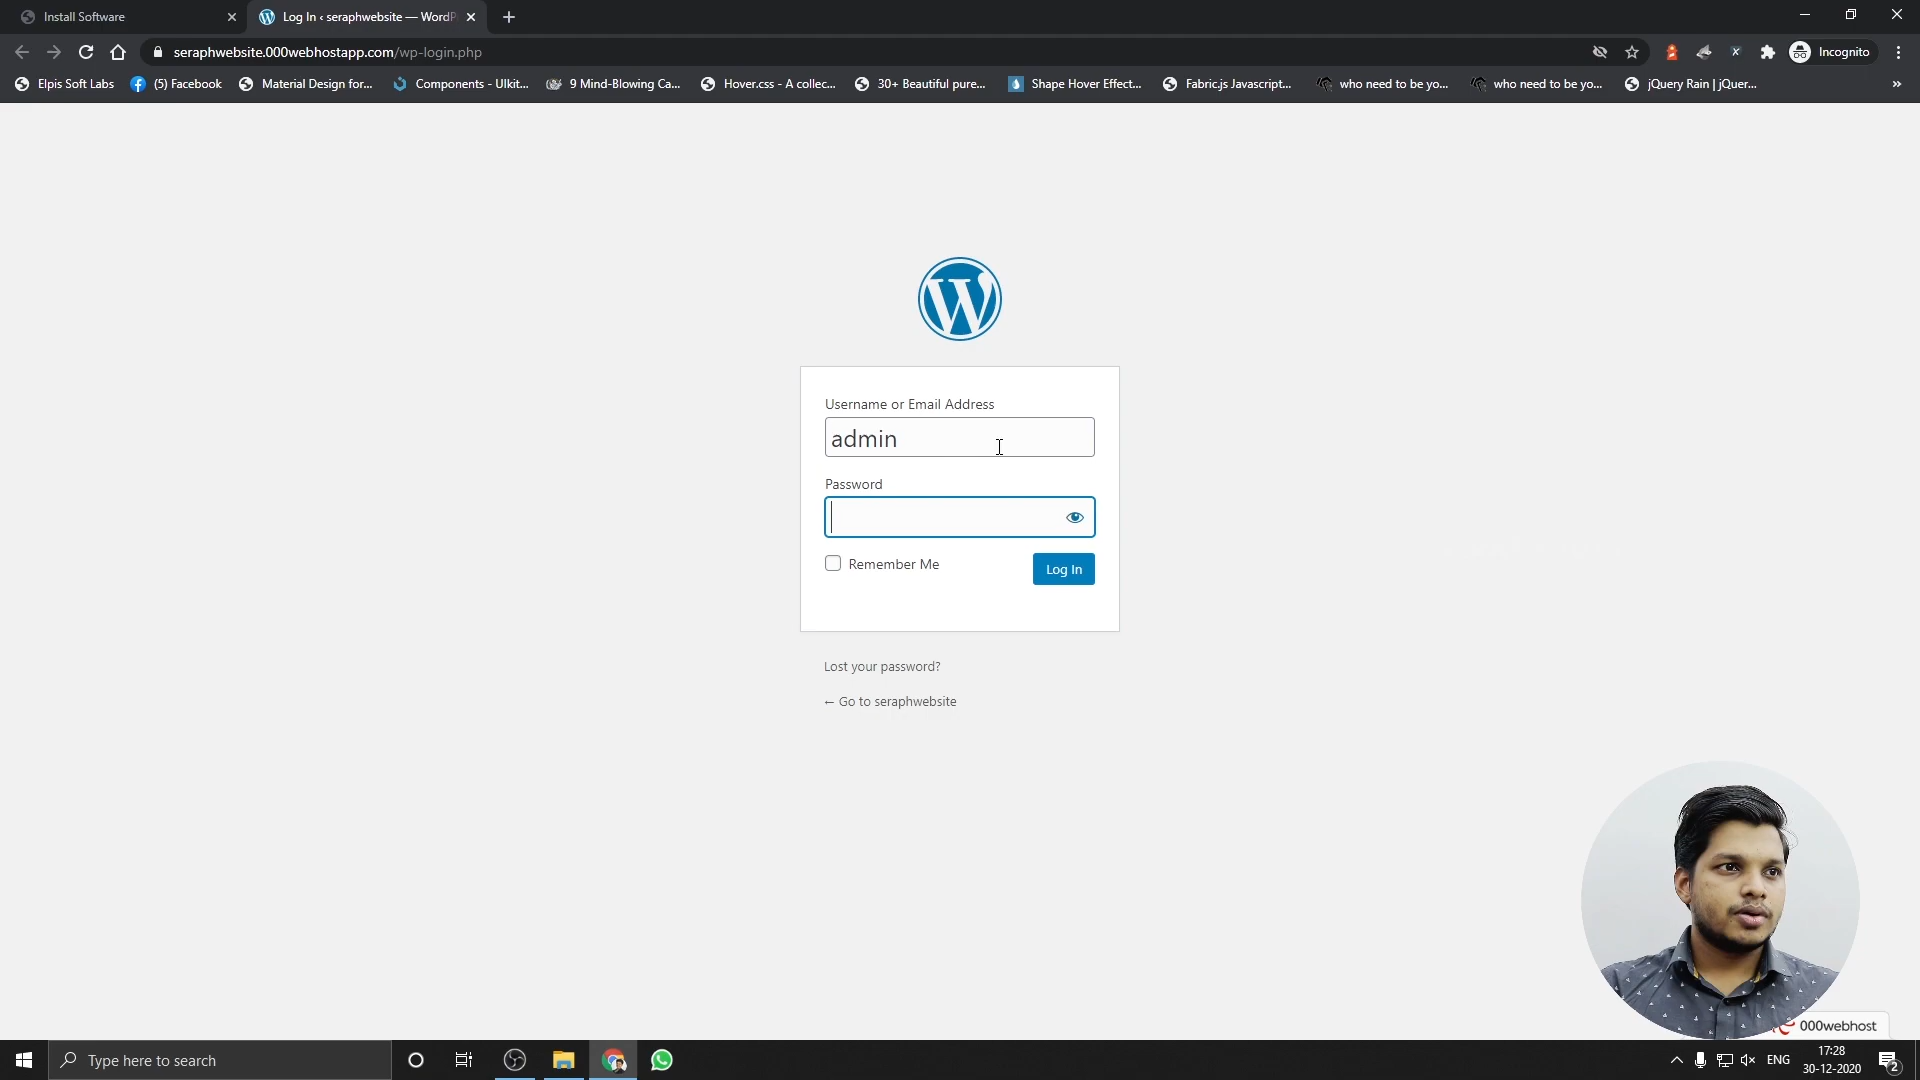 Install Software
Log In ‹ seraphwebsite — WordP
seraphwebsite.000webhostapp.com/wp-login.php
Incognito
Elpis Soft Labs
(5) Facebook
Material Design for...
Components - UIkit...
9 Mind-Blowing Ca...
Hover.css - A collec...
30+ Beautiful pure...
Shape Hover Effect...
Fabric.js Javascript...
who need to be yo...
who need to be yo...
jQuery Rain | jQuer...
»
Username or Email Address
admin
Password
Remember Me
Log In
Lost your password?
← Go to seraphwebsite
000webhost
Type here to search
ENG
17:28
30-12-2020
2